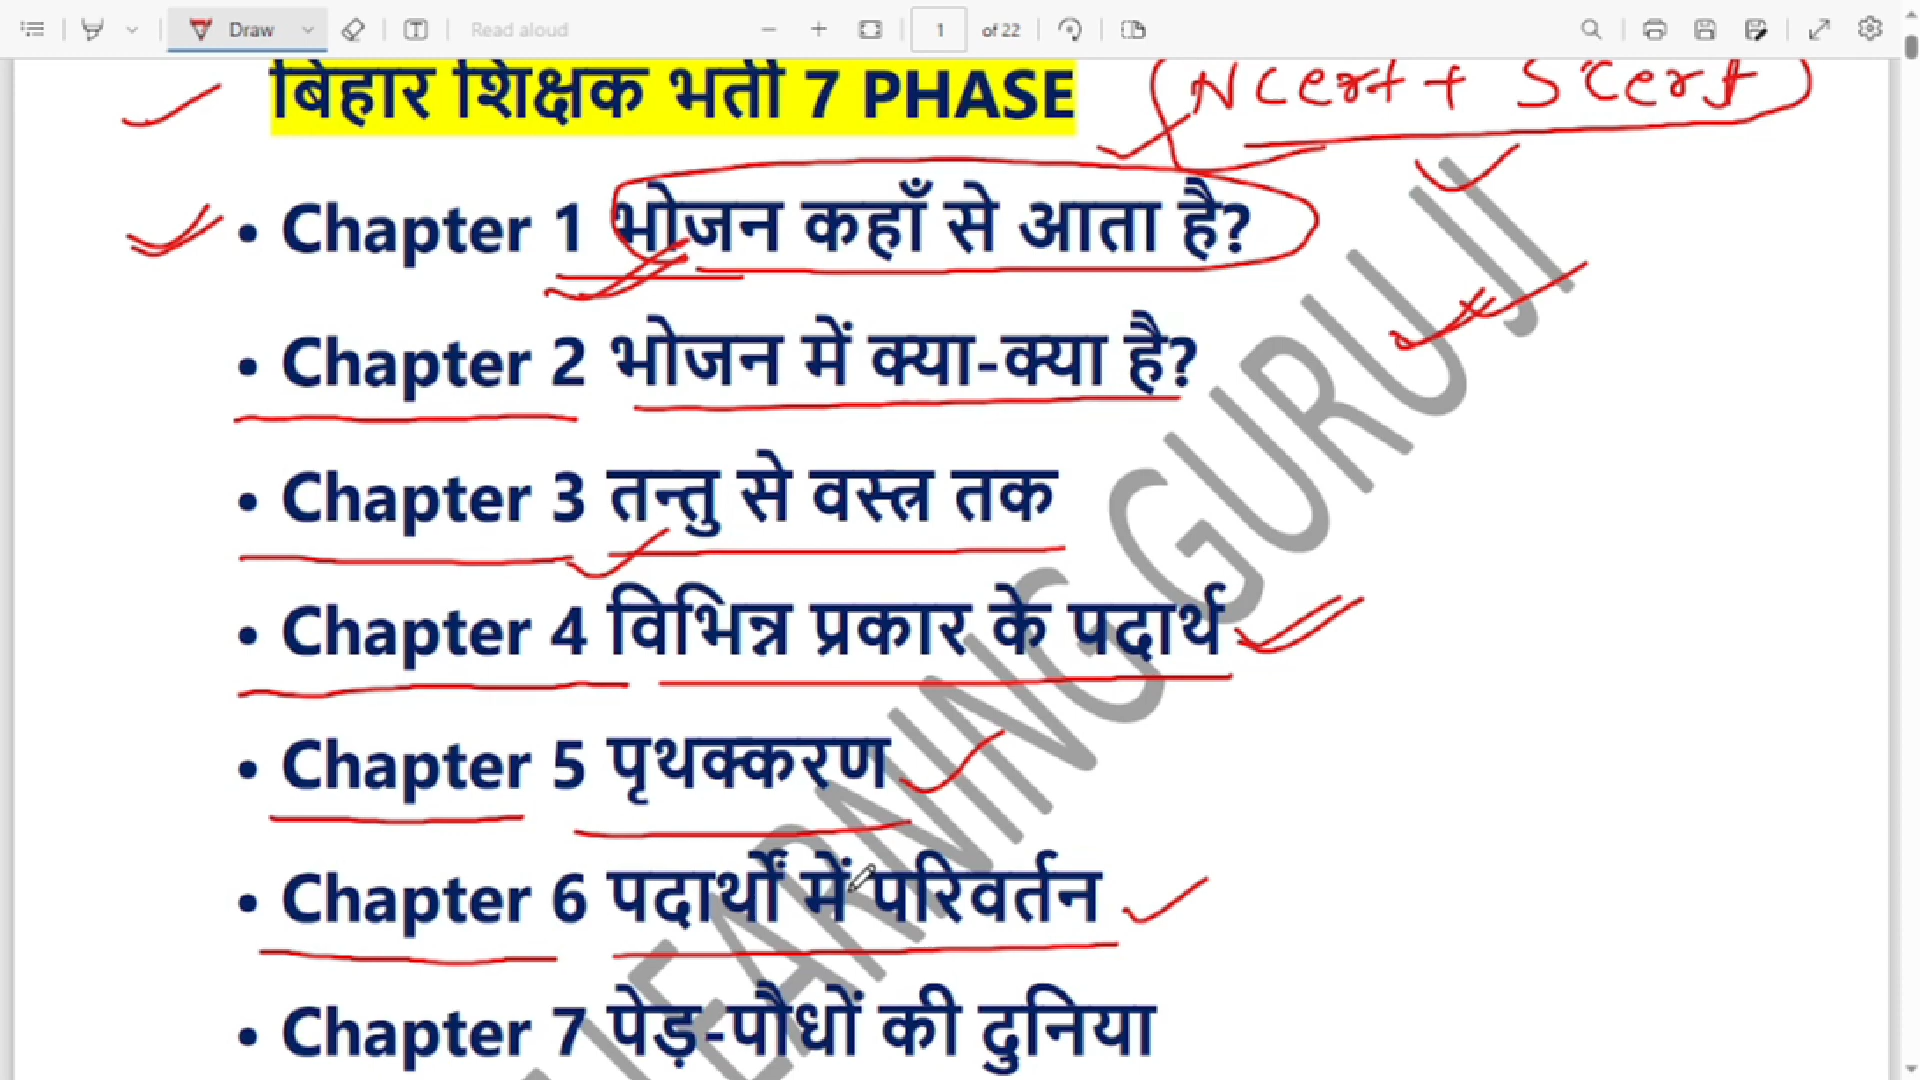 Draw Read aloud 1 of 22
बिहार शिक्षक भर्ती 7 PHASE (Ncert + Scert)
• Chapter 1 भोजन कहाँ से आता है?
• Chapter 2 भोजन में क्या-क्या है?
• Chapter 3 तन्तु से वस्त्र तक
• Chapter 4 विभिन्न प्रकार के पदार्थ
• Chapter 5 पृथक्करण
• Chapter 6 पदार्थों में परिवर्तन
• Chapter 7 पेड़-पौधों की दुनिया
LEARNING GURUJI